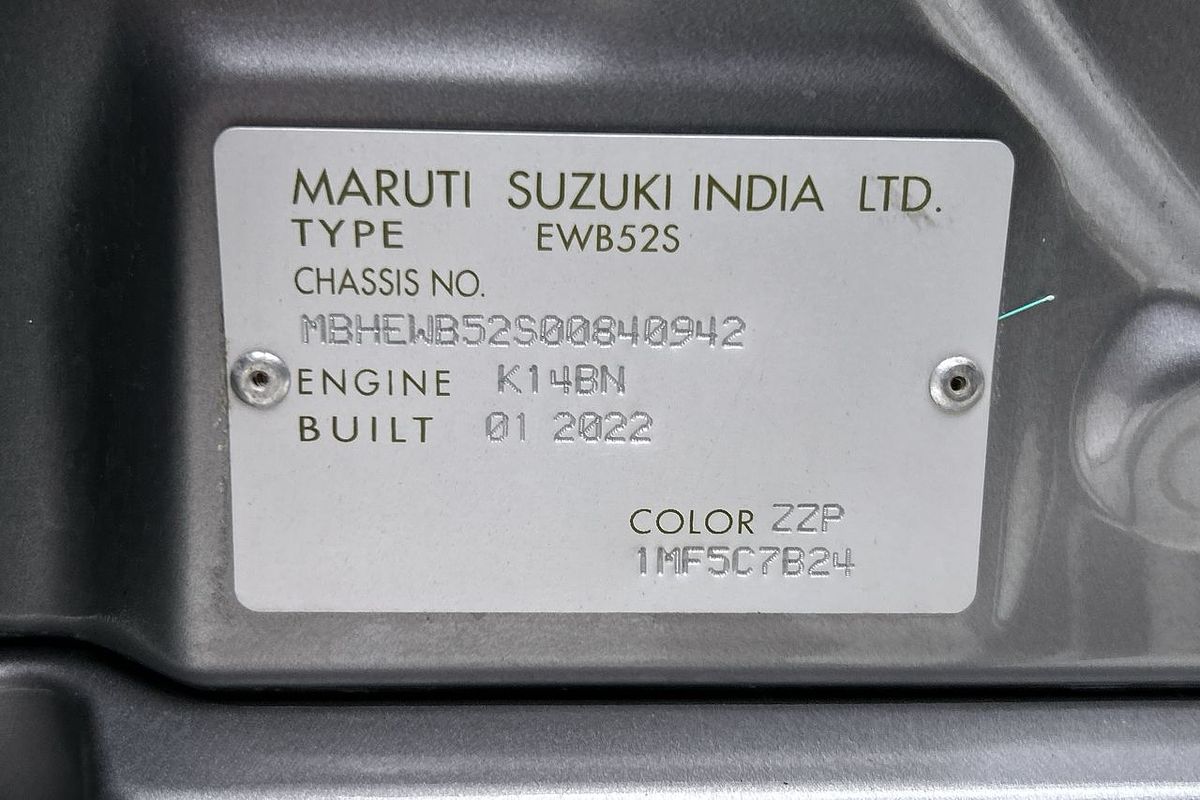 MARUTI SUZUKI INDIA LTD.
TYPE EWB52S
CHASSIS NO.
MBHEWB52S00840942
ENGINE K14BN
BUILT 01 2022
COLOR ZZP
1MF5C7B24